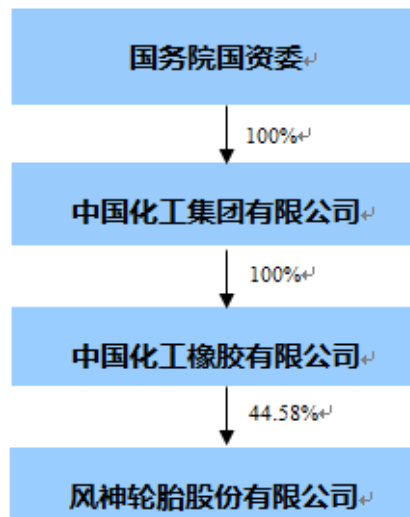 国务院国资委
100%
中国化工集团有限公司
100%
中国化工橡胶有限公司
44.58%
风神轮胎股份有限公司